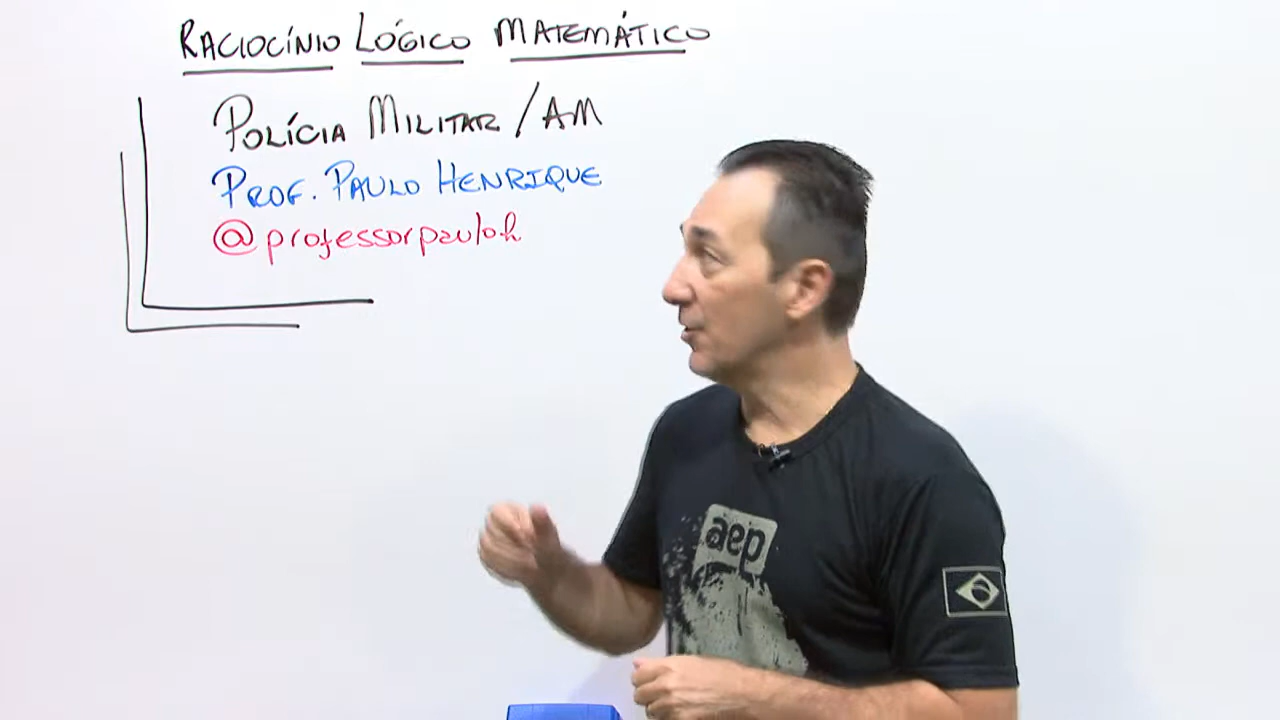 RACIOCÍNIO LÓGICO MATEMÁTICO
POLÍCIA MILITAR/AM
PROF. PAULO HENRIQUE
@professorpauloh
aep